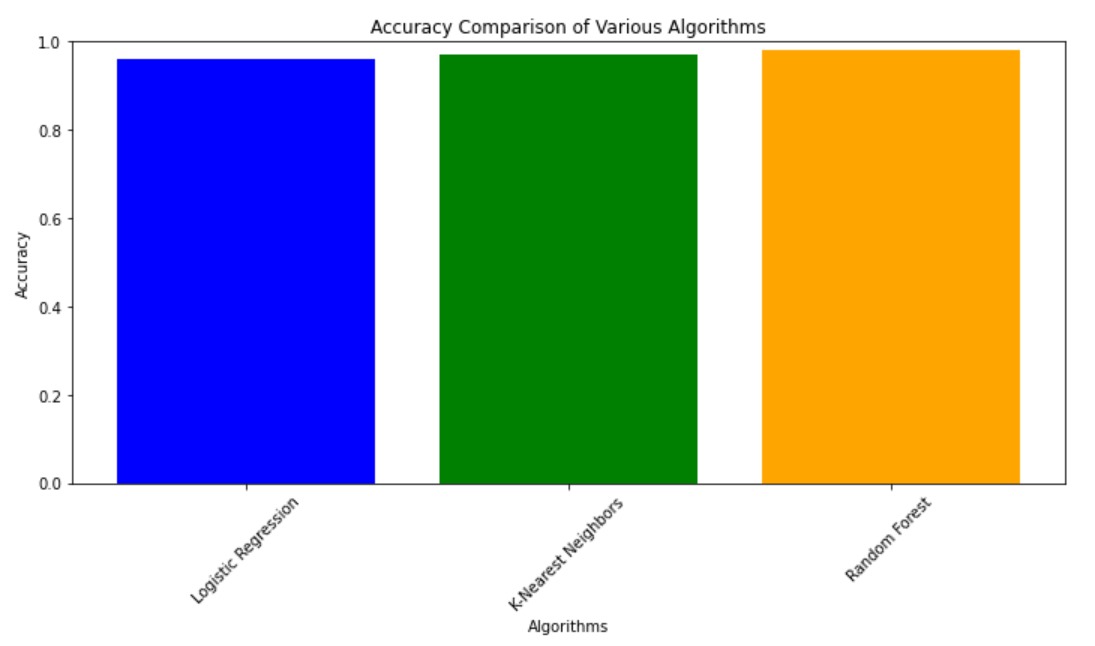 Accuracy Comparison of Various Algorithms
1.0
0.8
0.6
0.4
0.2
0.0
Accuracy
Logistic Regression
K-Nearest Neighbors
Random Forest
Algorithms